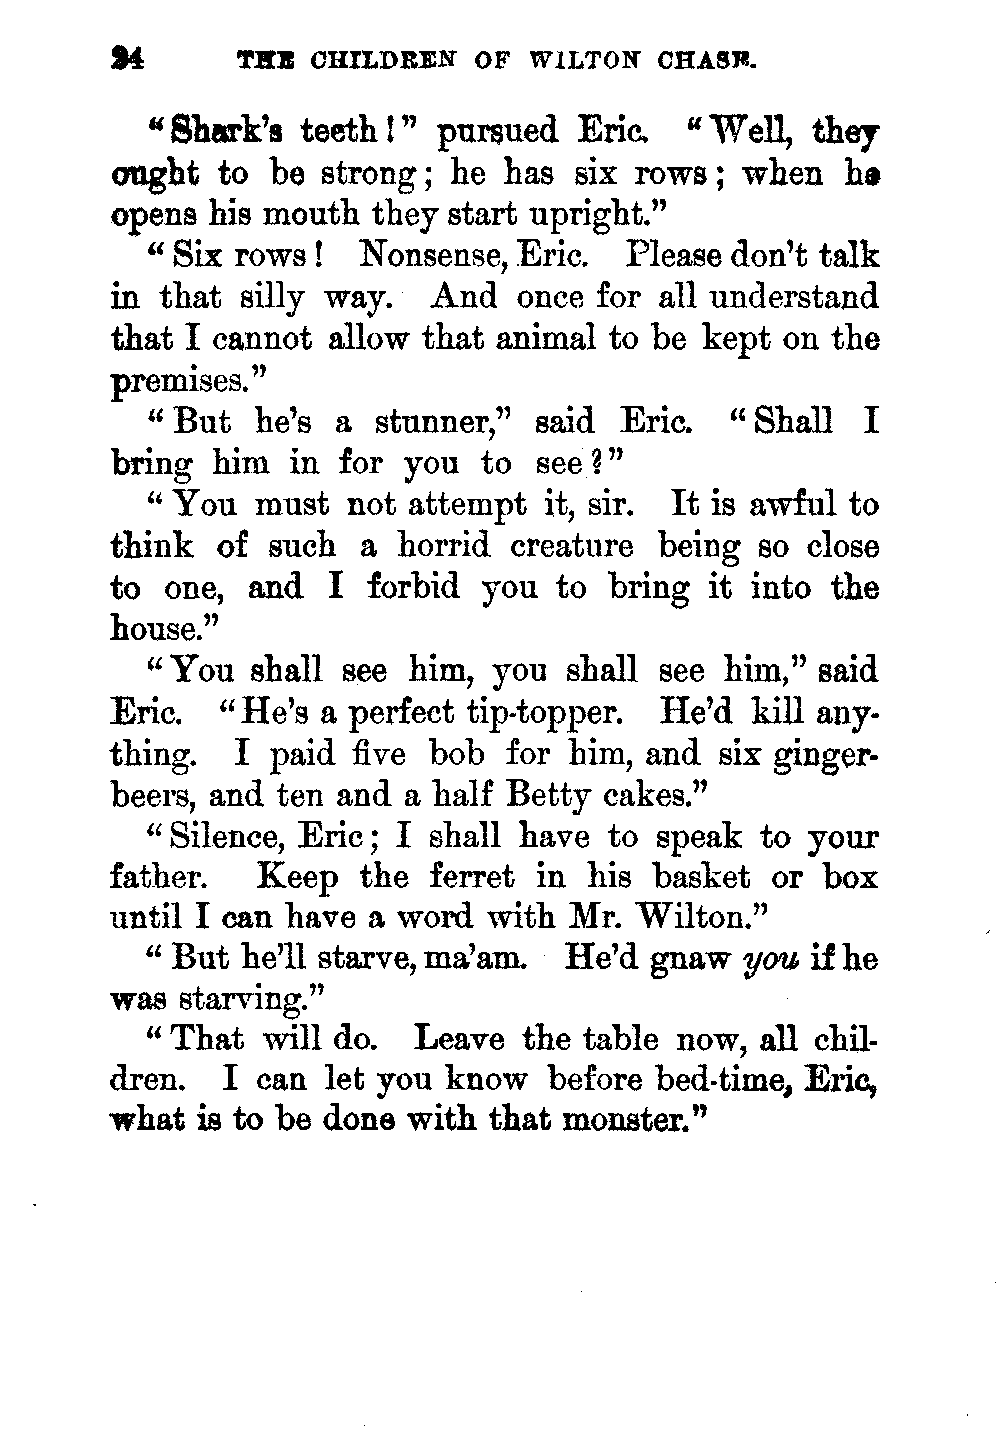 24 THE CHILDREN OF WILTON CHASE.
“Shark’s teeth!” pursued Eric. “Well, they
ought to be strong; he has six rows; when he
opens his mouth they start upright.”
“Six rows! Nonsense, Eric. Please don’t talk
in that silly way. And once for all understand
that I cannot allow that animal to be kept on the
premises.”
“But he’s a stunner,” said Eric. “Shall I
bring him in for you to see?”
“You must not attempt it, sir. It is awful to
think of such a horrid creature being so close
to one, and I forbid you to bring it into the
house.”
“You shall see him, you shall see him,” said
Eric. “He’s a perfect tip-topper. He’d kill any-
thing. I paid five bob for him, and six ginger-
beers, and ten and a half Betty cakes.”
“Silence, Eric; I shall have to speak to your
father. Keep the ferret in his basket or box
until I can have a word with Mr. Wilton.”
“But he’ll starve, ma’am. He’d gnaw you if he
was starving.”
“That will do. Leave the table now, all chil-
dren. I can let you know before bed-time, Eric,
what is to be done with that monster.”